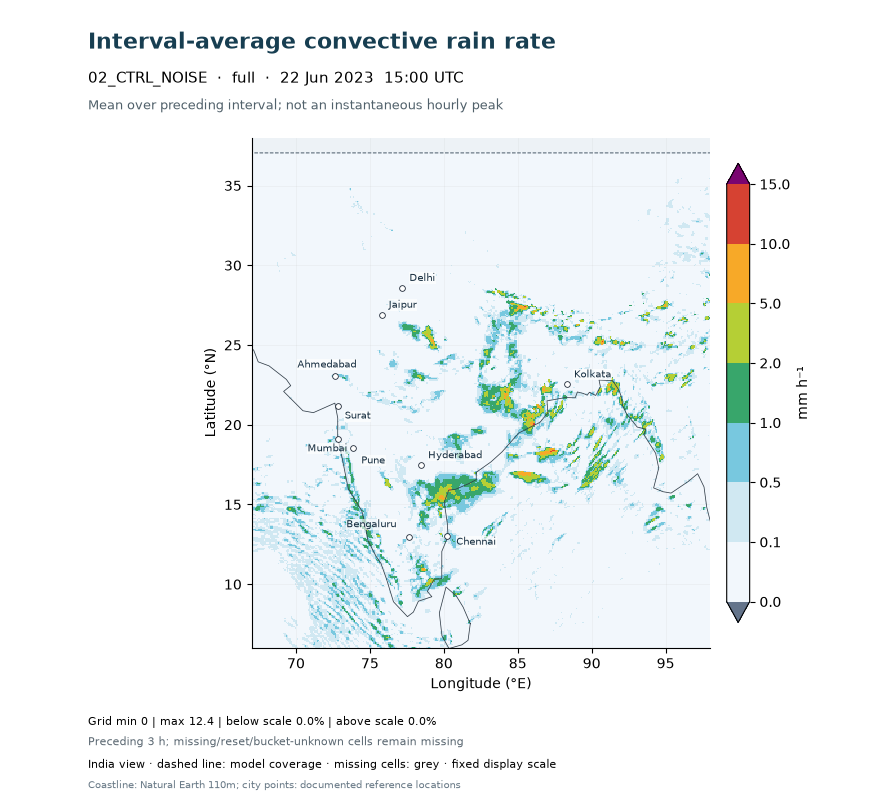 Interval-average convective rain rate
02_CTRL_NOISE · full · 22 Jun 2023 15:00 UTC
Mean over preceding interval; not an instantaneous hourly peak
35
30
25
20
15
10
Latitude (°N)
70 75 80 85 90 95
Longitude (°E)
Delhi
Jaipur
Ahmedabad
Kolkata
Surat
Mumbai
Pune
Hyderabad
Bengaluru
Chennai
15.0
10.0
5.0
2.0
1.0
0.5
0.1
0.0
mm h⁻¹
Grid min 0 | max 12.4 | below scale 0.0% | above scale 0.0%
Preceding 3 h; missing/reset/bucket-unknown cells remain missing
India view · dashed line: model coverage · missing cells: grey · fixed display scale
Coastline: Natural Earth 110m; city points: documented reference locations